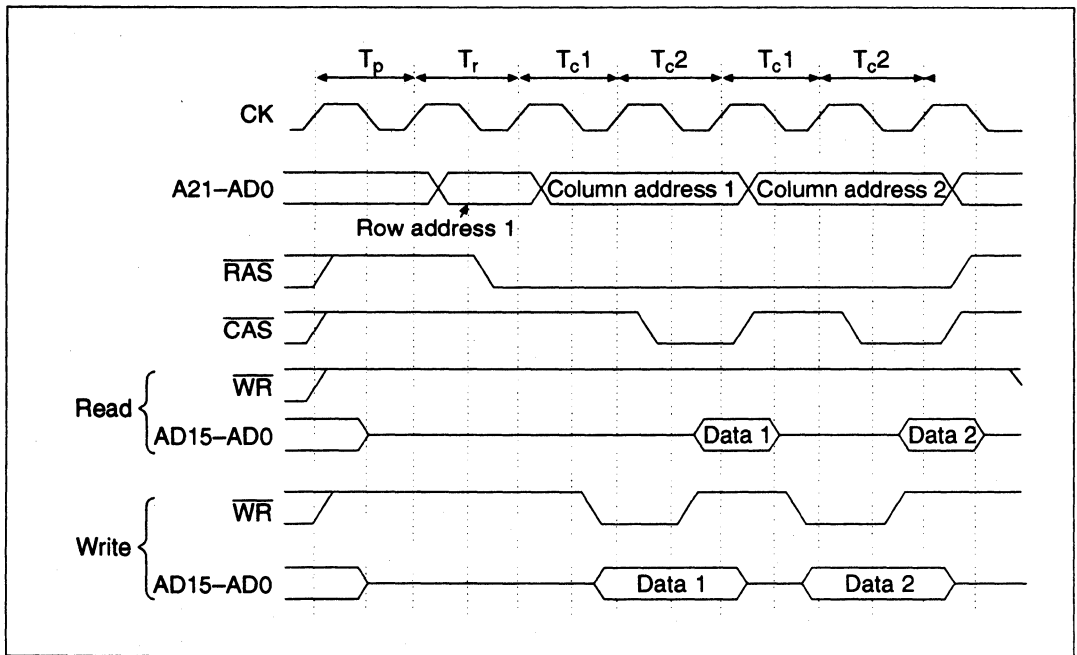 Tp Tr Tc1 Tc2 Tc1 Tc2
CK
A21–AD0 Column address 1 Column address 2
Row address 1
RAS
CAS
Read
WR
AD15–AD0 Data 1 Data 2
Write
WR
AD15–AD0 Data 1 Data 2